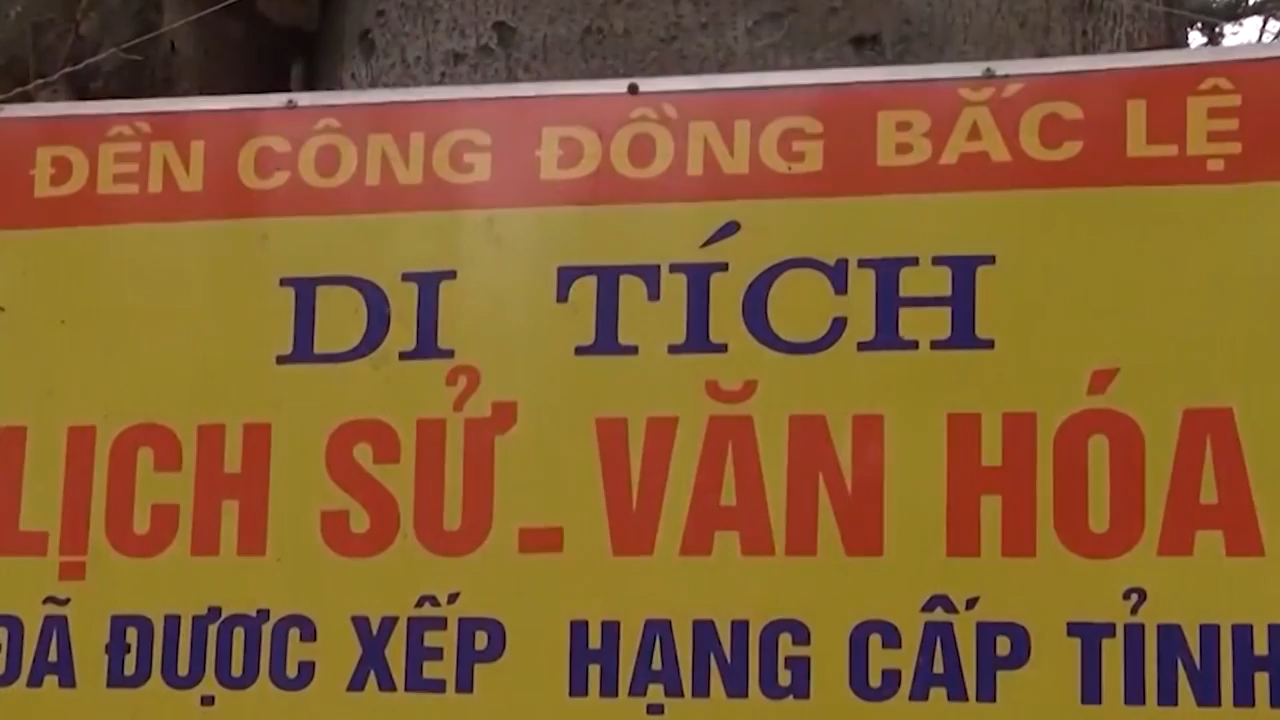 ĐỀN CÔNG ĐỒNG BẮC LỆ
DI TÍCH
LỊCH SỬ - VĂN HÓA
ĐÃ ĐƯỢC XẾP HẠNG CẤP TỈNH